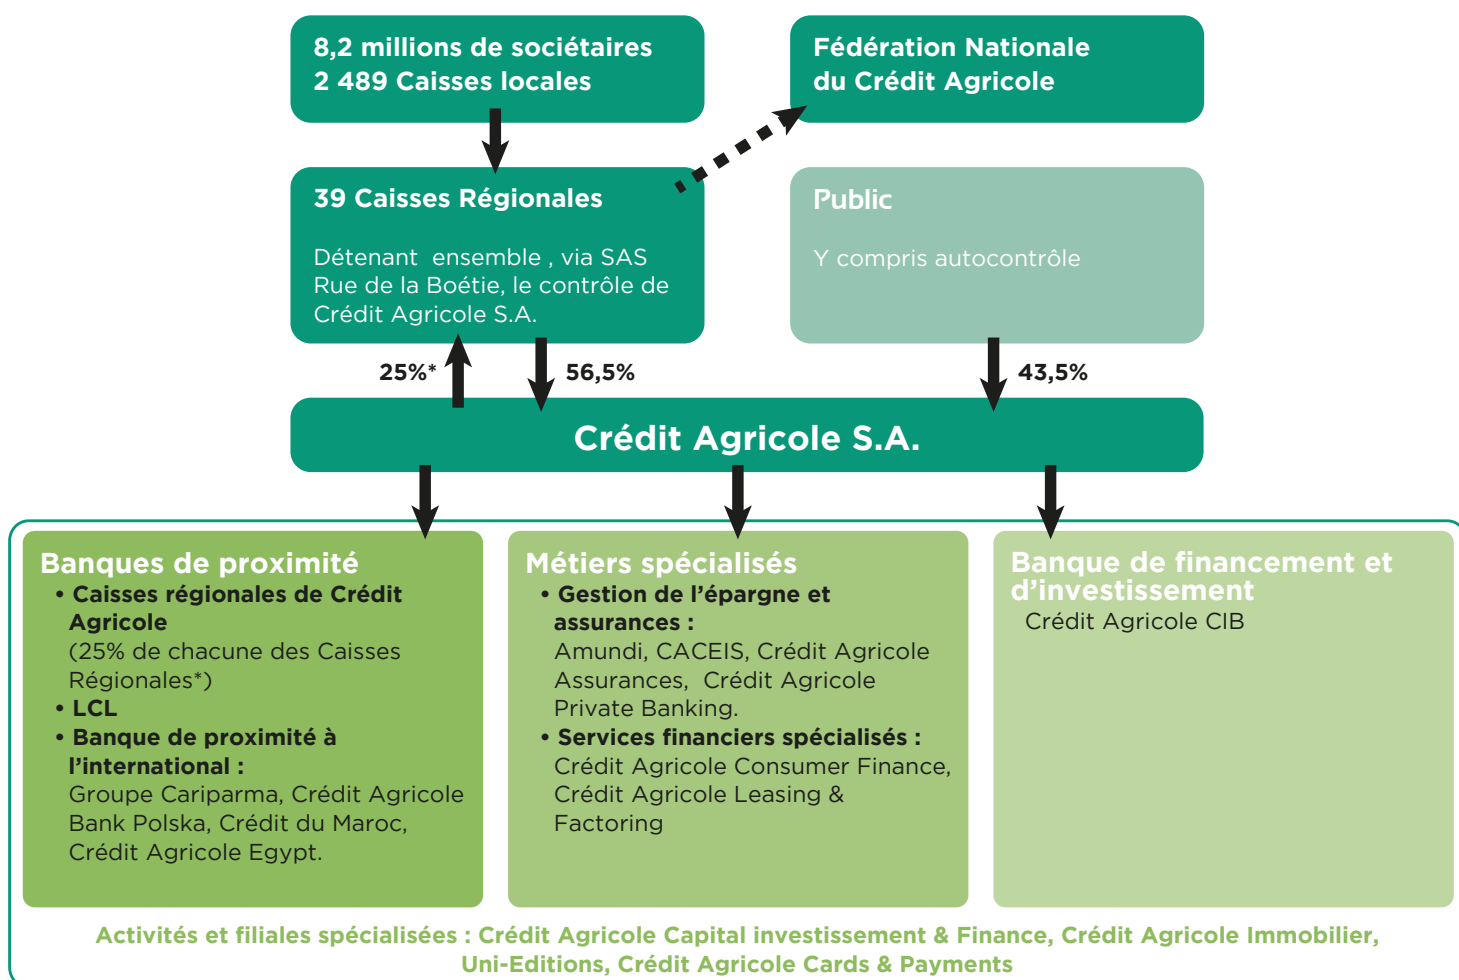 8,2 millions de sociétaires
2 489 Caisses locales
Fédération Nationale
du Crédit Agricole
39 Caisses Régionales
Détenant ensemble , via SAS
Rue de la Boétie, le contrôle de
Crédit Agricole S.A.
Public
Y compris autocontrôle
25%*
56,5%
43,5%
Crédit Agricole S.A.
Banques de proximité
• Caisses régionales de Crédit
Agricole
(25% de chacune des Caisses
Régionales*)
• LCL
• Banque de proximité à
l’international :
Groupe Cariparma, Crédit Agricole
Bank Polska, Crédit du Maroc,
Crédit Agricole Egypt.
Métiers spécialisés
• Gestion de l’épargne et
assurances :
Amundi, CACEIS, Crédit Agricole
Assurances, Crédit Agricole
Private Banking.
• Services financiers spécialisés :
Crédit Agricole Consumer Finance,
Crédit Agricole Leasing &
Factoring
Banque de financement et
d’investissement
Crédit Agricole CIB
Activités et filiales spécialisées : Crédit Agricole Capital investissement & Finance, Crédit Agricole Immobilier,
Uni-Editions, Crédit Agricole Cards & Payments